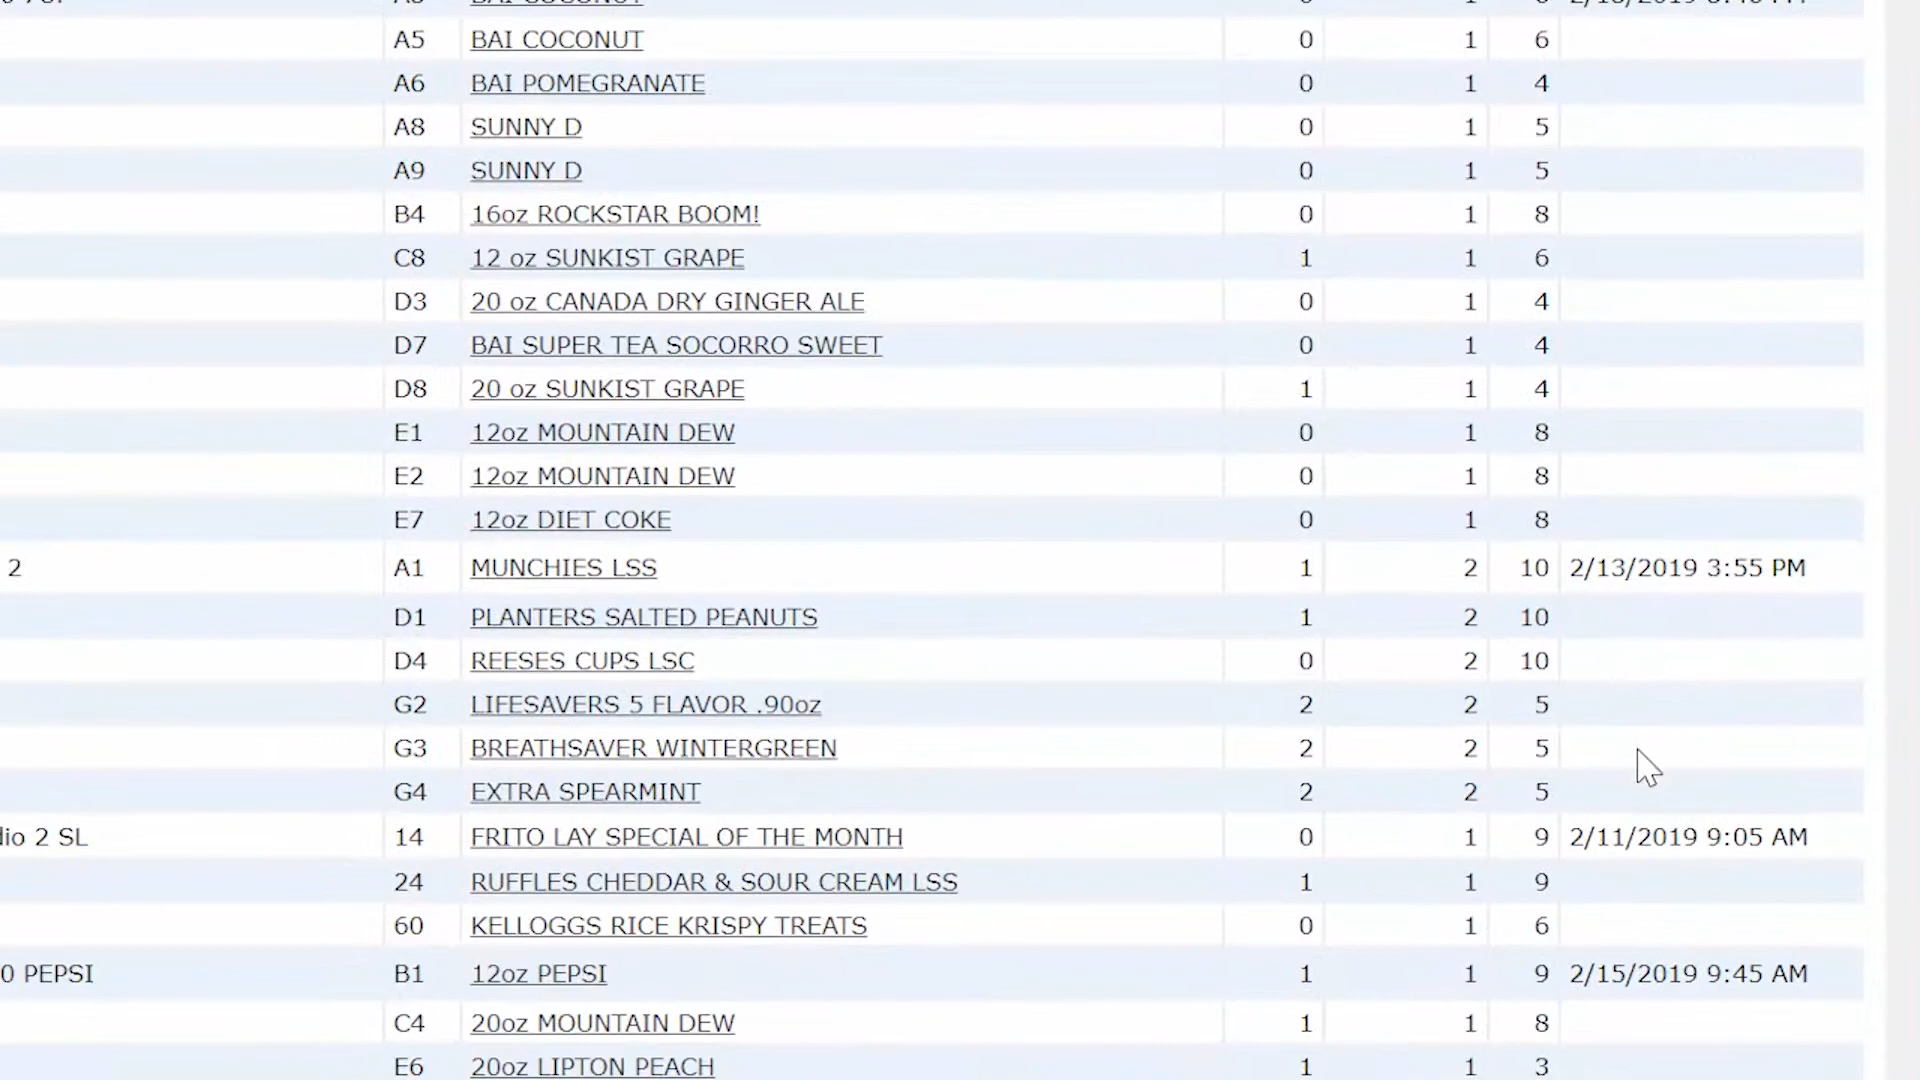 A5 BAI COCONUT 0 1 6
A6 BAI POMEGRANATE 0 1 4
A8 SUNNY D 0 1 5
A9 SUNNY D 0 1 5
B4 16oz ROCKSTAR BOOM! 0 1 8
C8 12 oz SUNKIST GRAPE 1 1 6
D3 20 oz CANADA DRY GINGER ALE 0 1 4
D7 BAI SUPER TEA SOCORRO SWEET 0 1 4
D8 20 oz SUNKIST GRAPE 1 1 4
E1 12oz MOUNTAIN DEW 0 1 8
E2 12oz MOUNTAIN DEW 0 1 8
E7 12oz DIET COKE 0 1 8
2 A1 MUNCHIES LSS 1 2 10 2/13/2019 3:55 PM
D1 PLANTERS SALTED PEANUTS 1 2 10
D4 REESES CUPS LSC 0 2 10
G2 LIFESAVERS 5 FLAVOR .90oz 2 2 5
G3 BREATHSAVER WINTERGREEN 2 2 5
G4 EXTRA SPEARMINT 2 2 5
dio 2 SL 14 FRITO LAY SPECIAL OF THE MONTH 0 1 9 2/11/2019 9:05 AM
24 RUFFLES CHEDDAR & SOUR CREAM LSS 1 1 9
60 KELLOGGS RICE KRISPY TREATS 0 1 6
0 PEPSI B1 12oz PEPSI 1 1 9 2/15/2019 9:45 AM
C4 20oz MOUNTAIN DEW 1 1 8
E6 20oz LIPTON PEACH 1 1 3